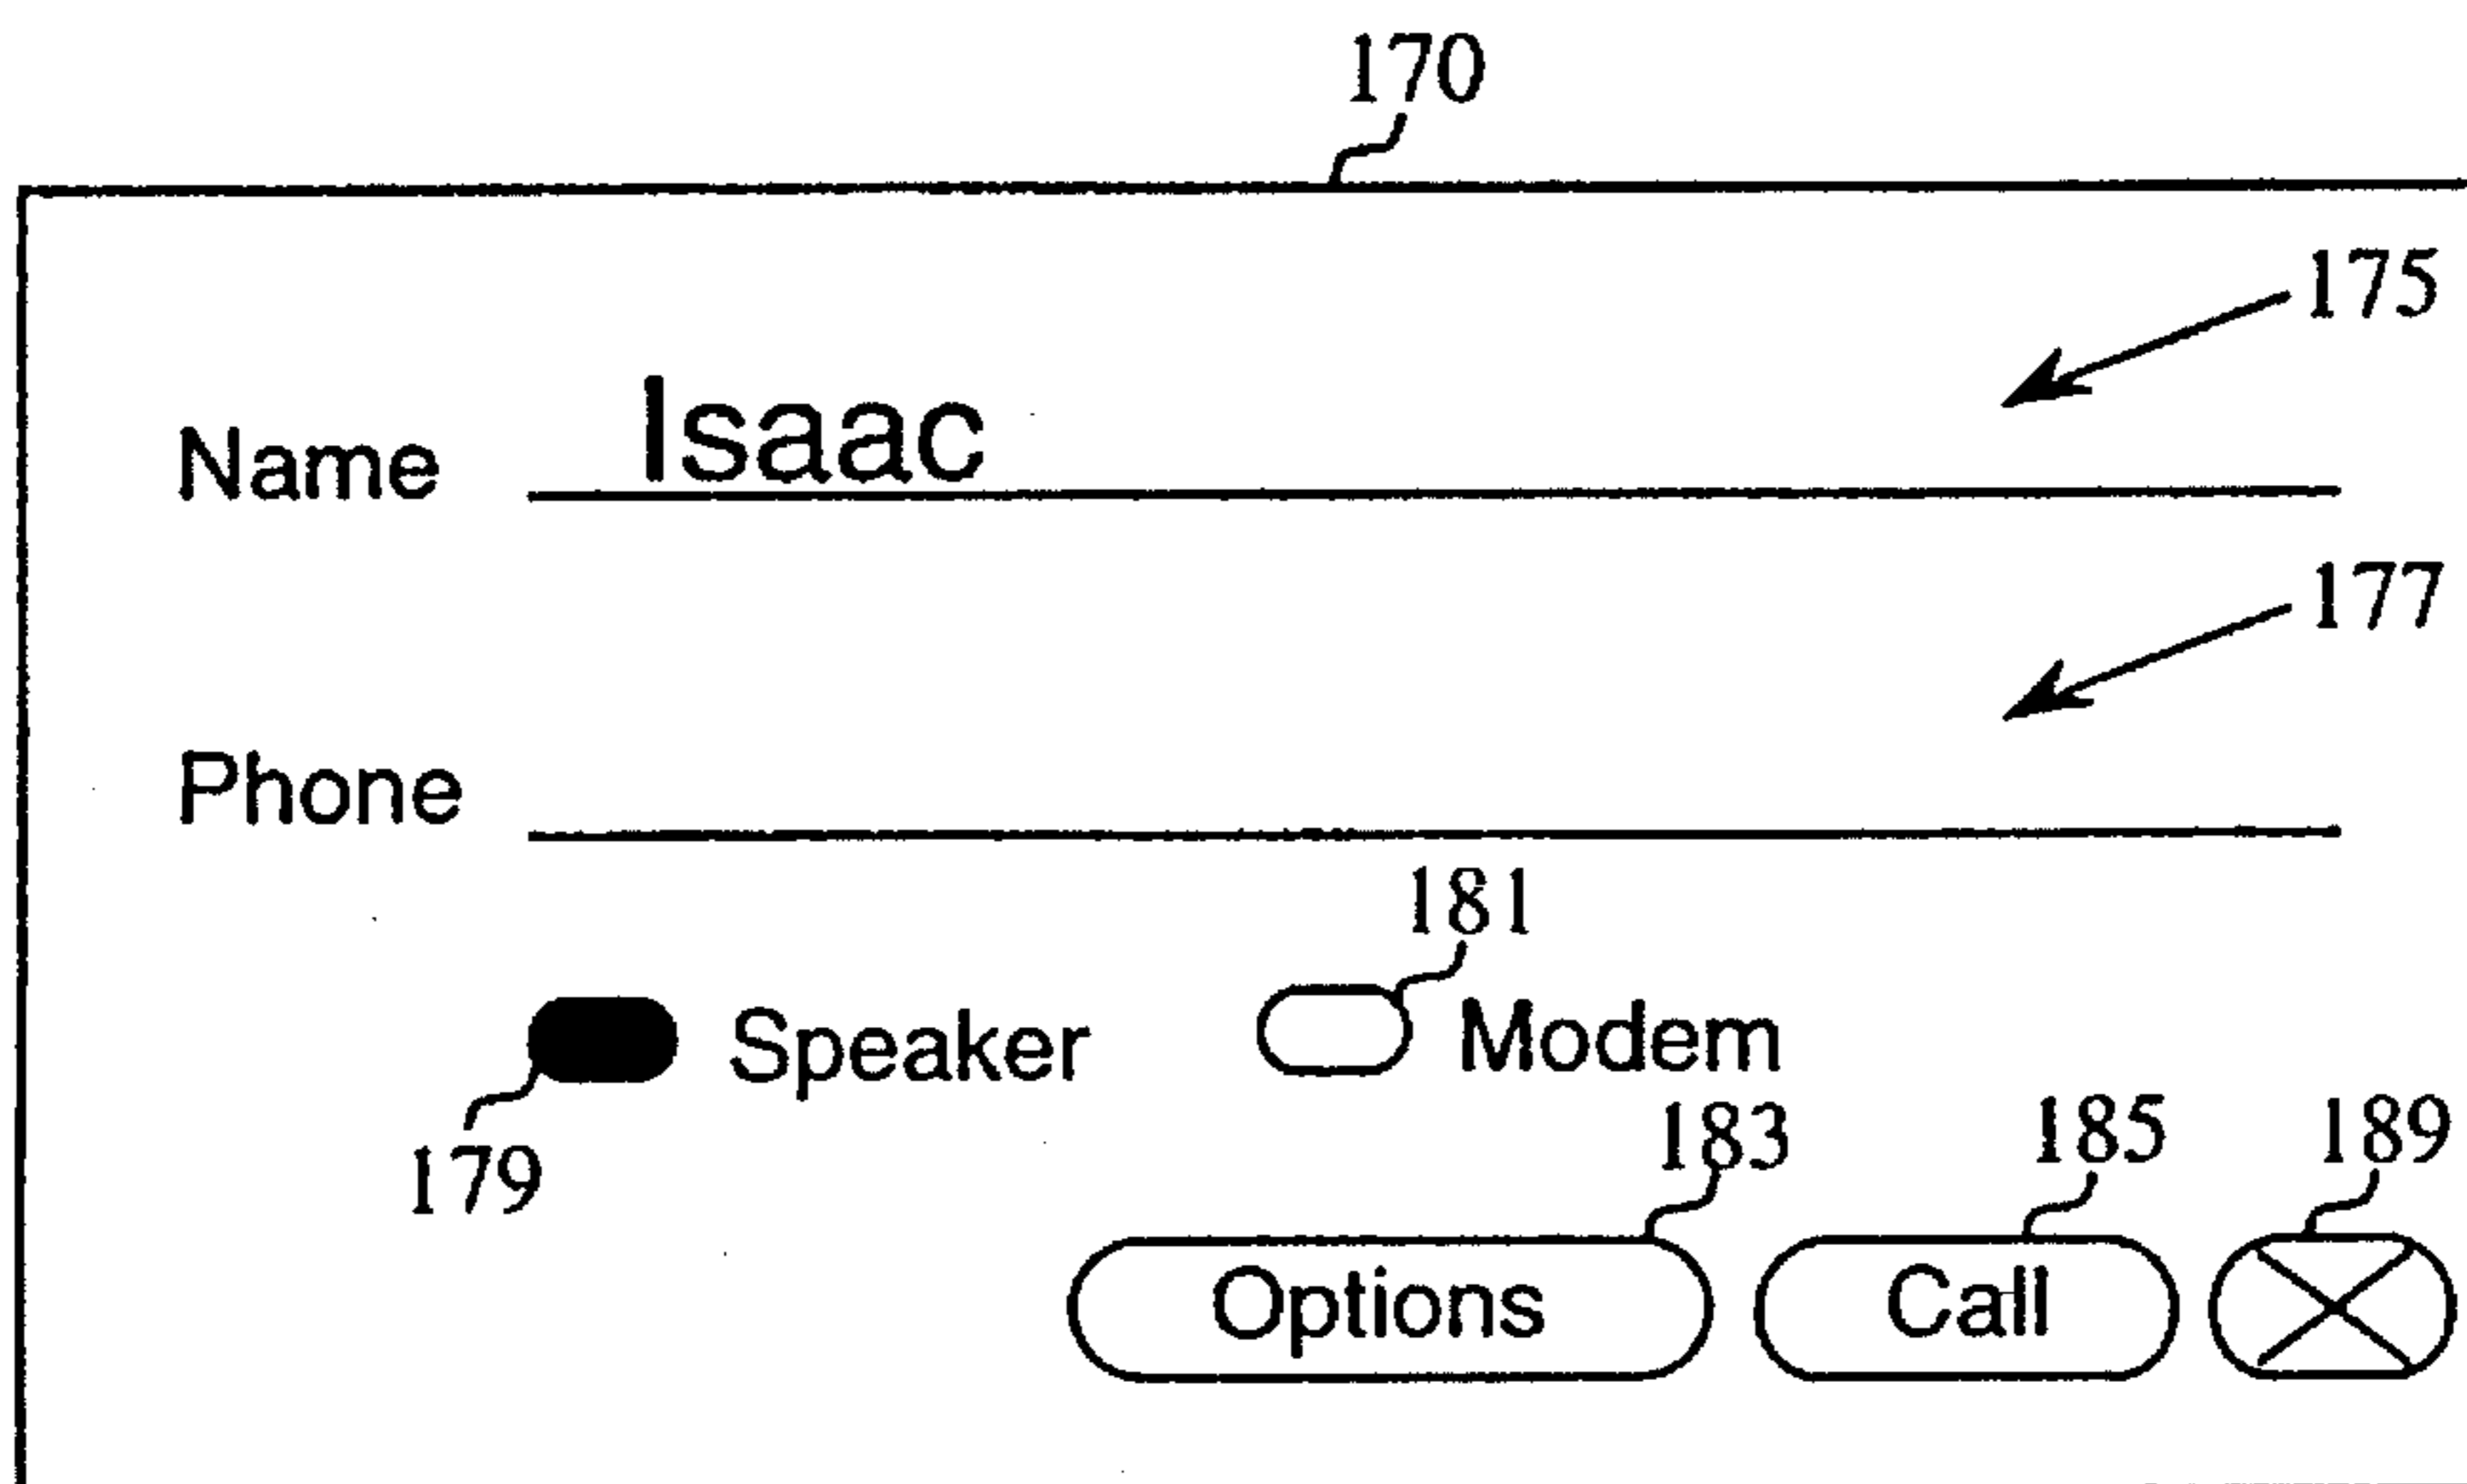 170
175
Name Isaac
177
Phone
181
Speaker Modem
179 183 185 189
Options Call